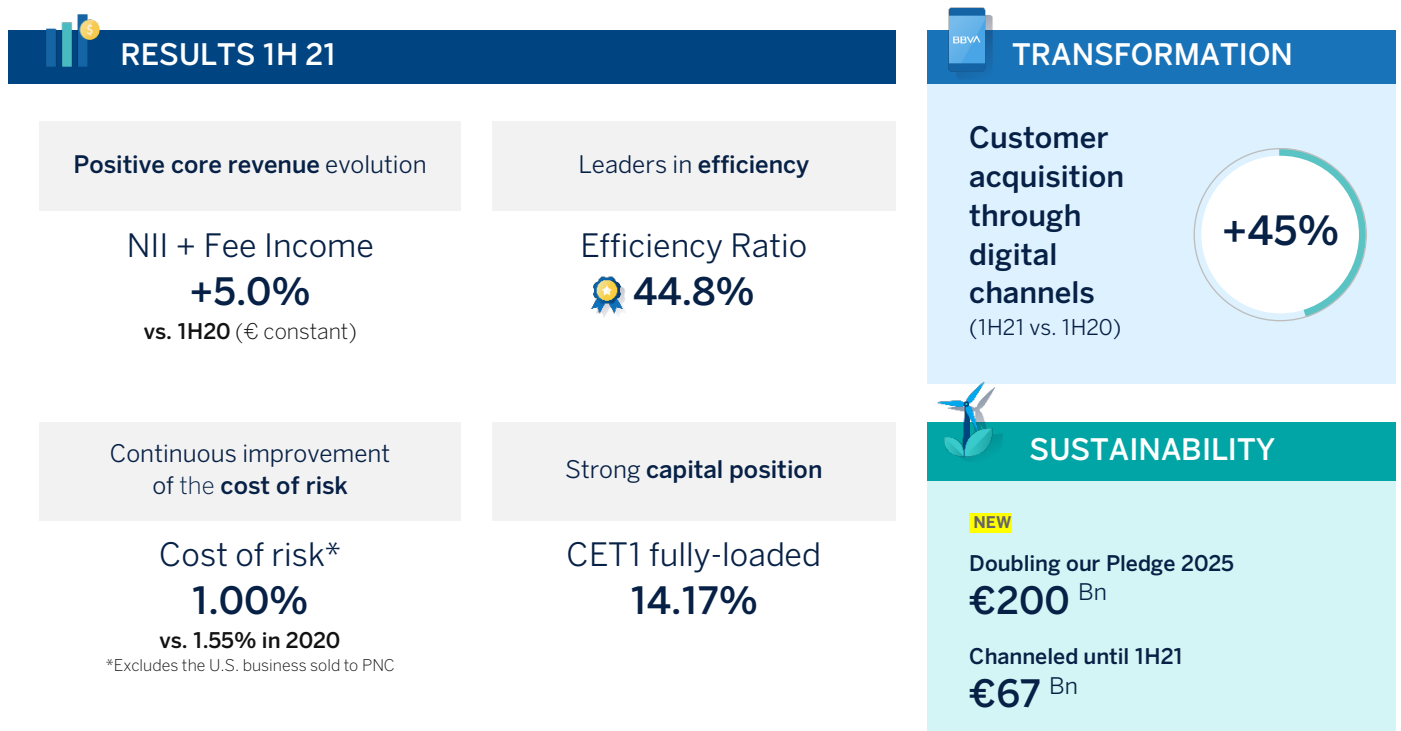 RESULTS 1H 21
Positive core revenue evolution
NII + Fee Income
+5.0%
vs. 1H20 (€ constant)
Leaders in efficiency
Efficiency Ratio
44.8%
Continuous improvement
of the cost of risk
Cost of risk*
1.00%
vs. 1.55% in 2020
*Excludes the U.S. business sold to PNC
Strong capital position
CET1 fully-loaded
14.17%
BBVA
TRANSFORMATION
Customer
acquisition
through
digital
channels
(1H21 vs. 1H20)
+45%
SUSTAINABILITY
NEW
Doubling our Pledge 2025
€200 Bn
Channeled until 1H21
€67 Bn